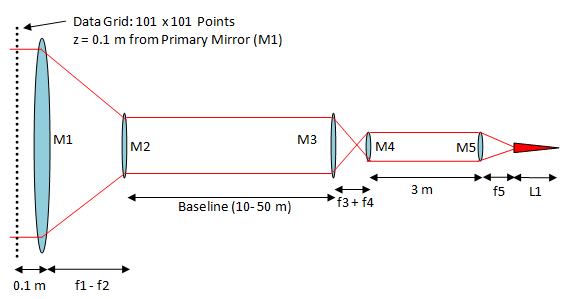 Data Grid: 101 x 101 Points
z = 0.1 m from Primary Mirror (M1)
M1
M2
M3
M4
M5
Baseline (10- 50 m)
f3 + f4
3 m
f5
L1
0.1 m
f1 - f2